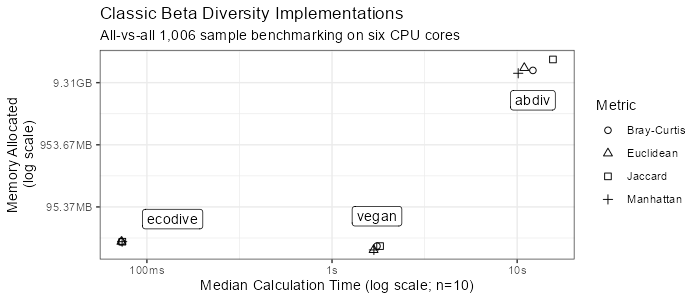 Classic Beta Diversity Implementations
All-vs-all 1,006 sample benchmarking on six CPU cores
Memory Allocated
(log scale)
9.31GB
953.67MB
95.37MB
abdiv
ecodive
vegan
100ms
1s
10s
Median Calculation Time (log scale; n=10)
Metric
Bray-Curtis
Euclidean
Jaccard
Manhattan